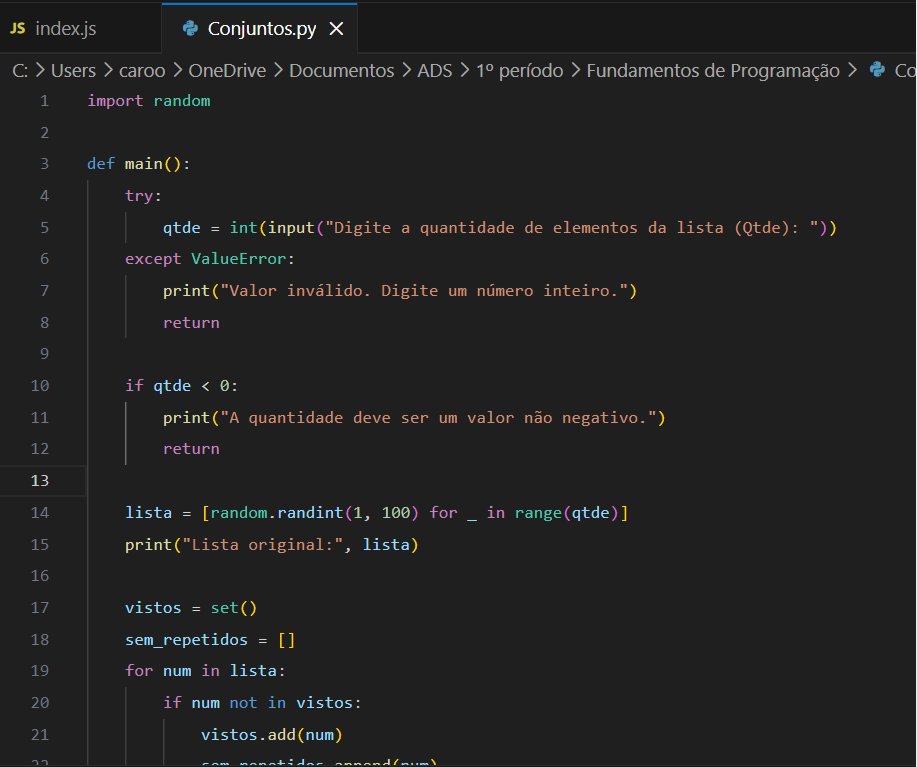 JS index.js Conjuntos.py
C: > Users > caroo > OneDrive > Documentos > ADS > 1º período > Fundamentos de Programação > Co
1 import random
2
3 def main():
4     try:
5         qtde = int(input("Digite a quantidade de elementos da lista (Qtde): "))
6     except ValueError:
7         print("Valor inválido. Digite um número inteiro.")
8         return
9
10     if qtde < 0:
11         print("A quantidade deve ser um valor não negativo.")
12         return
13
14     lista = [random.randint(1, 100) for _ in range(qtde)]
15     print("Lista original:", lista)
16
17     vistos = set()
18     sem_repetidos = []
19     for num in lista:
20         if num not in vistos:
21             vistos.add(num)
22             sem_repetidos.append(num)